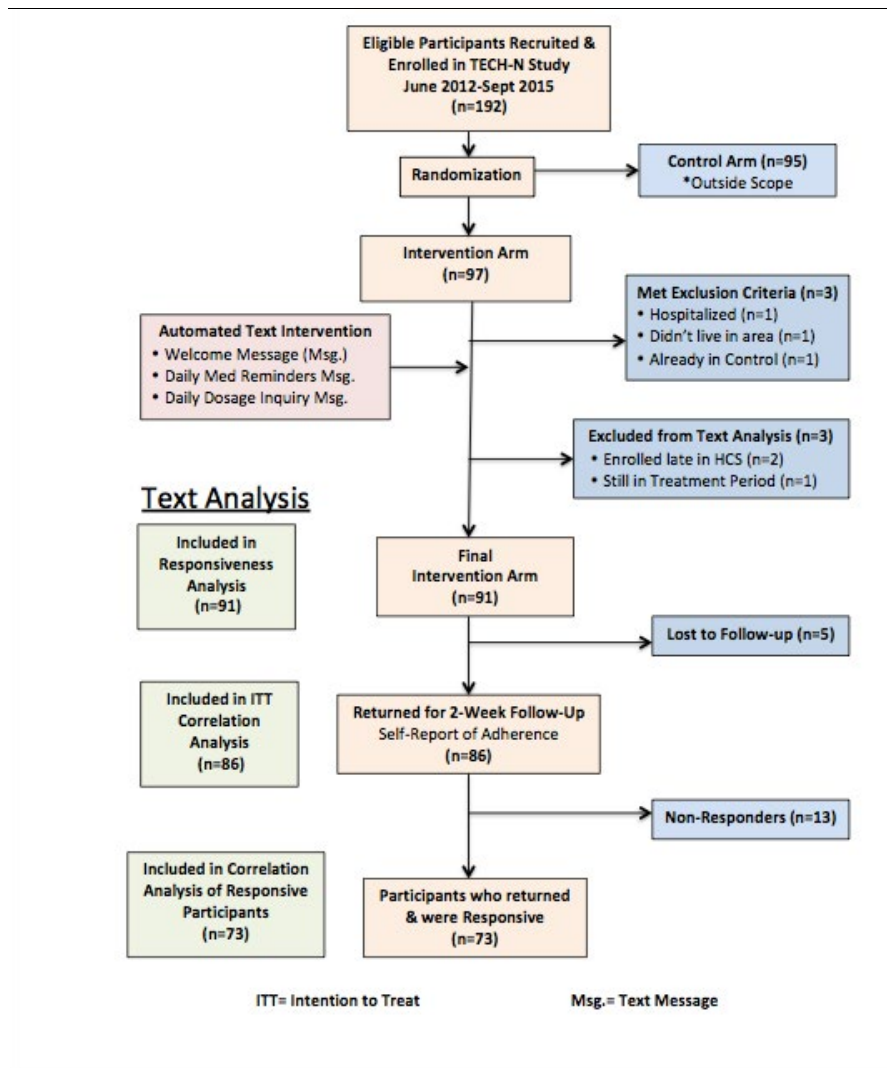 Eligible Participants Recruited &
Enrolled in TECH-N Study
June 2012-Sept 2015
(n=192)
Randomization
Control Arm (n=95)
*Outside Scope
Intervention Arm
(n=97)
Met Exclusion Criteria (n=3)
• Hospitalized (n=1)
• Didn't live in area (n=1)
• Already in Control (n=1)
Automated Text Intervention
• Welcome Message (Msg.)
• Daily Med Reminders Msg.
• Daily Dosage Inquiry Msg.
Excluded from Text Analysis (n=3)
• Enrolled late in HCS (n=2)
• Still in Treatment Period (n=1)
Text Analysis
Included in
Responsiveness
Analysis
(n=91)
Final
Intervention Arm
(n=91)
Lost to Follow-up (n=5)
Included in ITT
Correlation
Analysis
(n=86)
Returned for 2-Week Follow-Up
Self-Report of Adherence
(n=86)
Non-Responders (n=13)
Included in Correlation
Analysis of Responsive
Participants
(n=73)
Participants who returned
& were Responsive
(n=73)
ITT= Intention to Treat
Msg.= Text Message